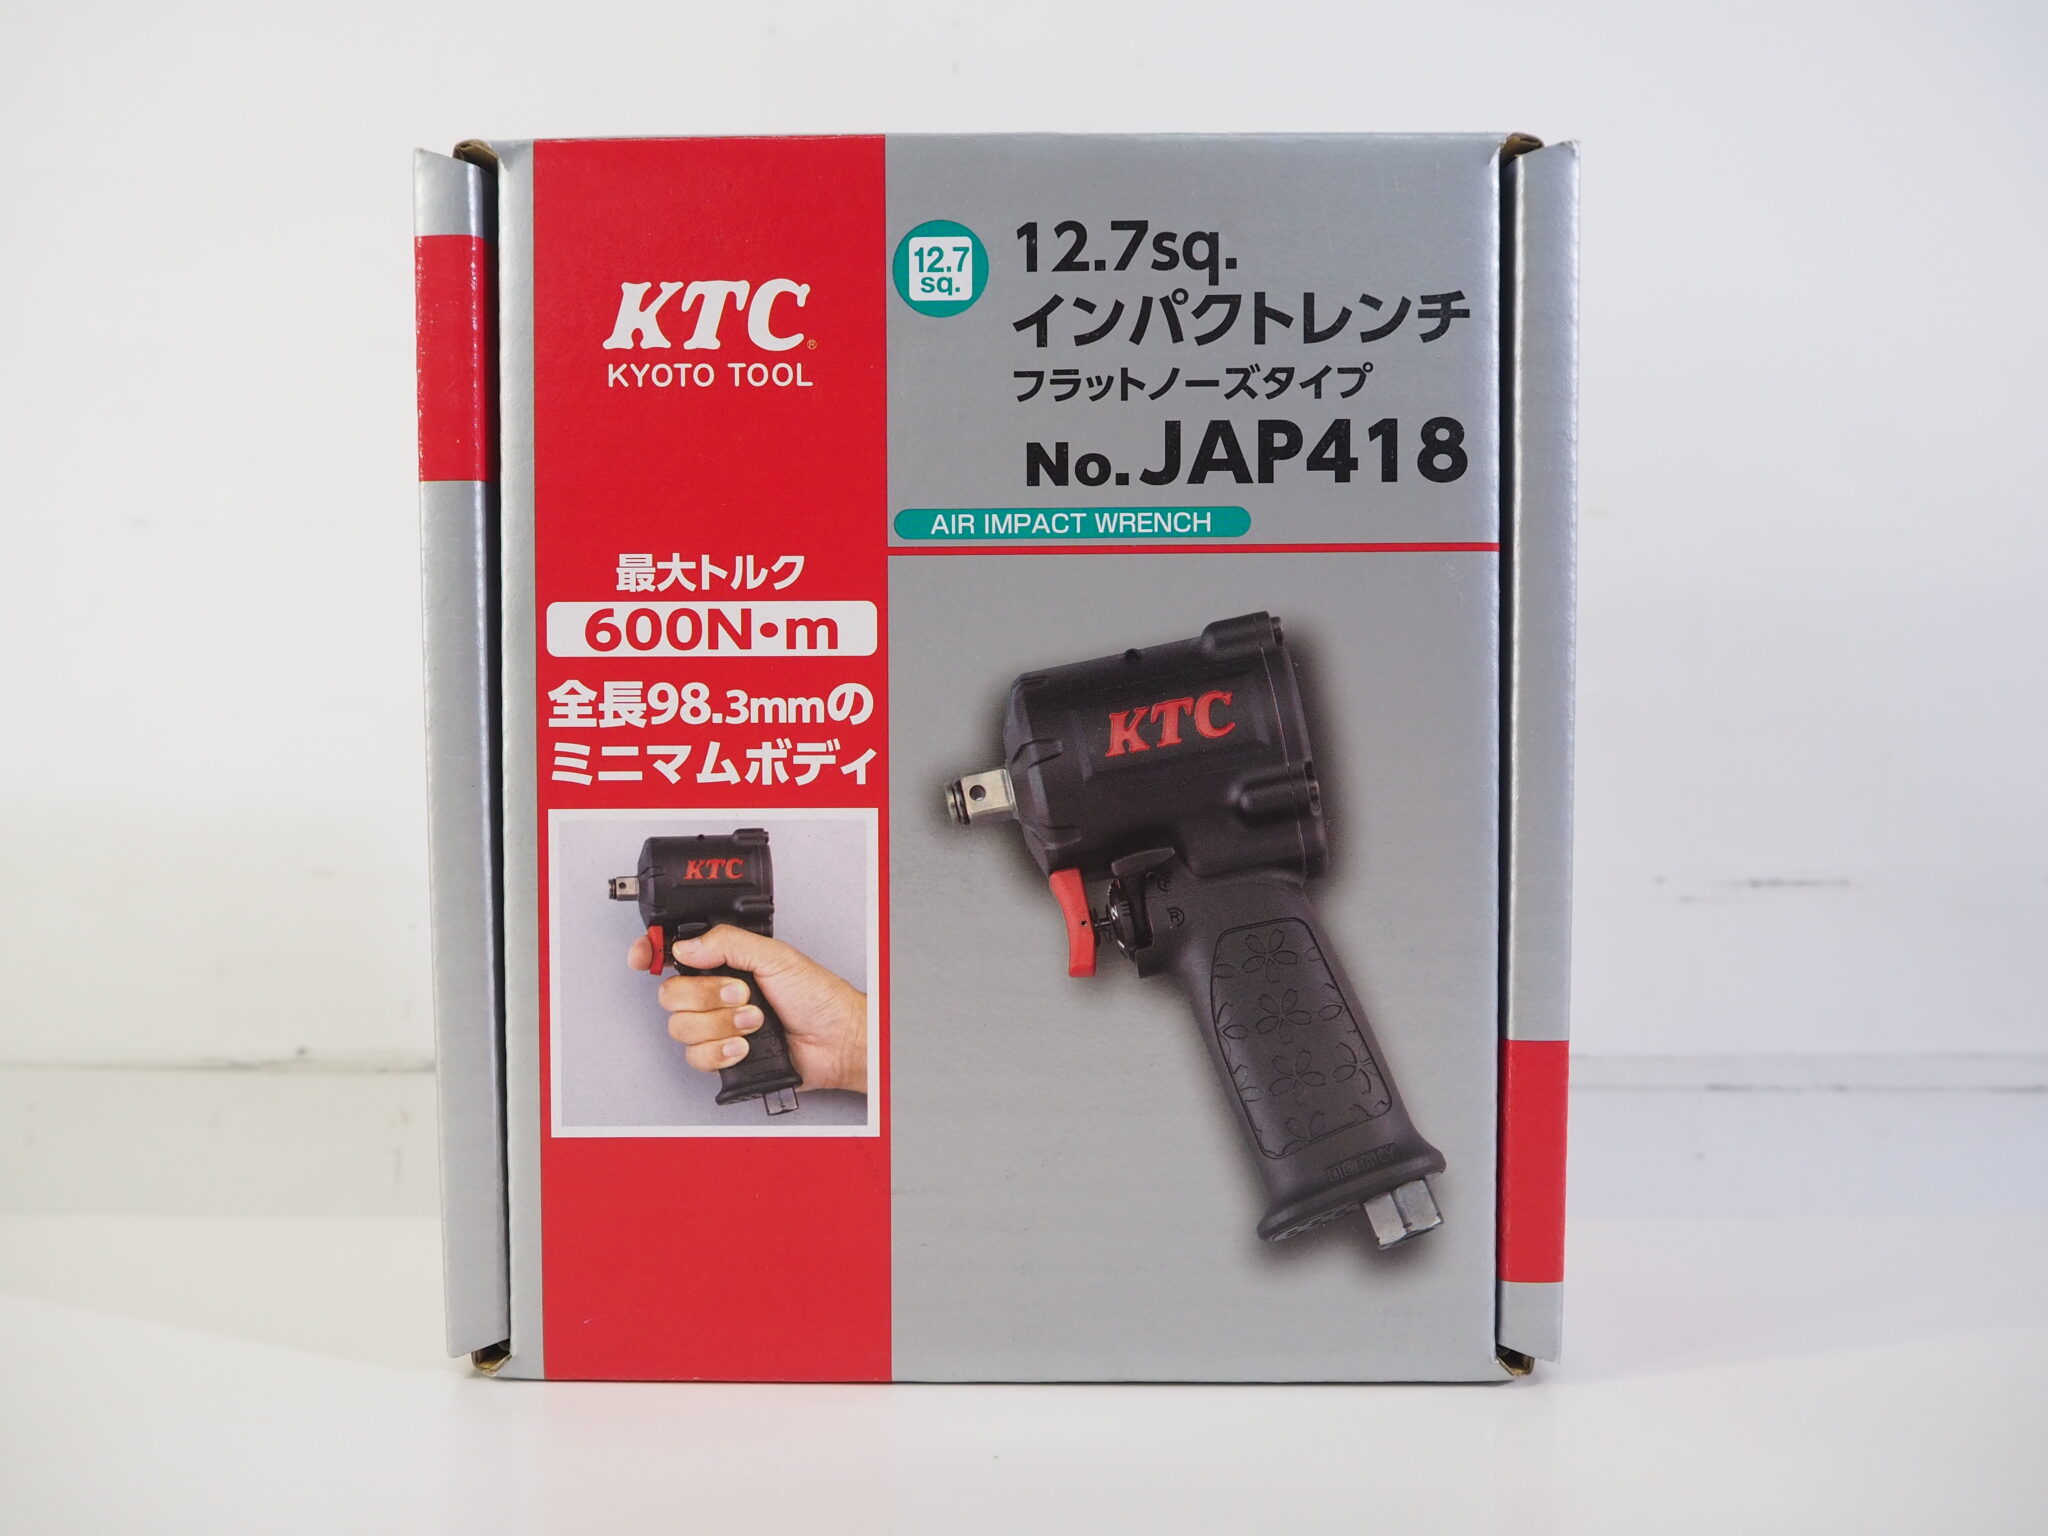 KTC®
KYOTO TOOL
最大トルク
600N・m
全長98.3mmの
ミニマムボディ
KTC
12.7
sq.
12.7sq.
インパクトレンチ
フラットノーズタイプ
No.JAP418
AIR IMPACT WRENCH
KTC
F
R
OIL DAILY